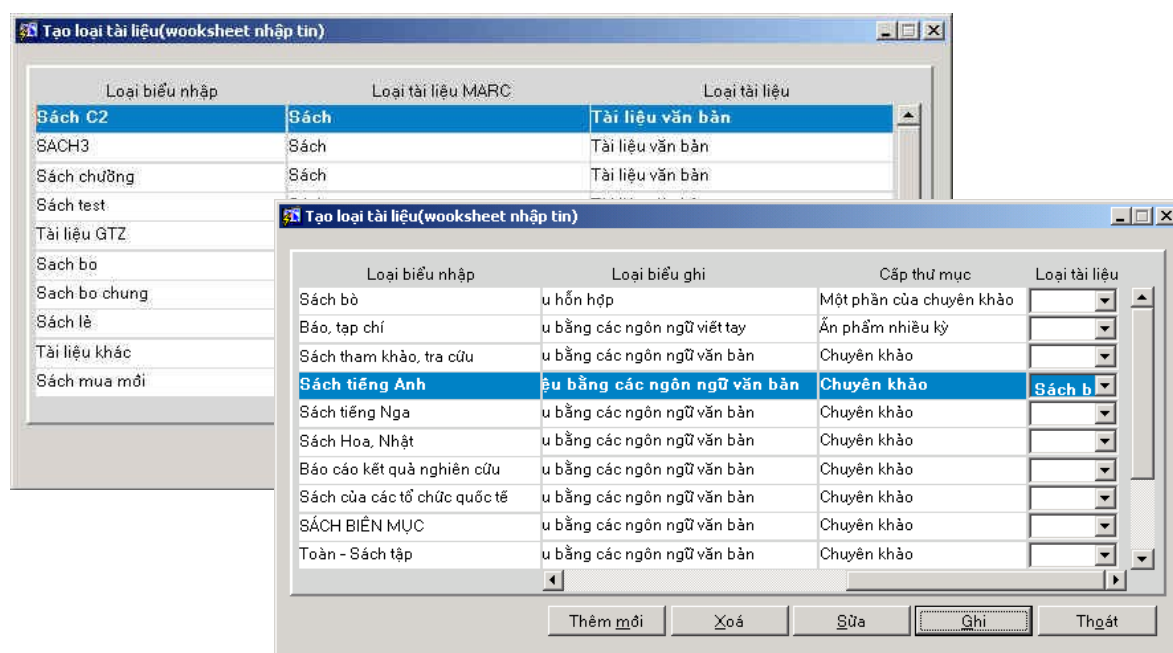 Tạo loại tài liệu(wooksheet nhập tin)
Loại biểu nhập Loại tài liệu MARC Loại tài liệu
Sách C2 Sách Tài liệu văn bản
SACH3 Sách Tài liệu văn bản
Sách chưởng Sách Tài liệu văn bản
Sách test
Tài liệu GTZ
Sach bo
Sach bo chung
Sách lẻ
Tài liệu khác
Sách mua mới
Tạo loại tài liệu(wooksheet nhập tin)
Loại biểu nhập Loại biểu ghi Cấp thư mục Loại tài liệu
Sách bò u hỗn hợp Một phần của chuyên khảo
Báo, tạp chí u bằng các ngôn ngữ viết tay Ấn phẩm nhiều kỳ
Sách tham khảo, tra cứu u bằng các ngôn ngữ văn bản Chuyên khảo
Sách tiếng Anh ệu bằng các ngôn ngữ văn bản Chuyên khảo Sách b
Sách tiếng Nga u bằng các ngôn ngữ văn bản Chuyên khảo
Sách Hoa, Nhật u bằng các ngôn ngữ văn bản Chuyên khảo
Báo cáo kết quả nghiên cứu u bằng các ngôn ngữ văn bản Chuyên khảo
Sách của các tổ chức quốc tế u bằng các ngôn ngữ văn bản Chuyên khảo
SÁCH BIÊN MỤC u bằng các ngôn ngữ văn bản Chuyên khảo
Toàn - Sách tập u bằng các ngôn ngữ văn bản Chuyên khảo
Thêm mới Xoá Sửa Ghi Thoát